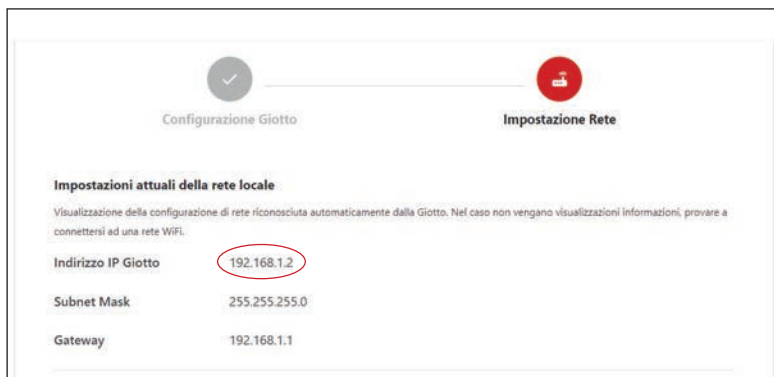 Configurazione Giotto
Impostazione Rete
Impostazioni attuali della rete locale
Visualizzazione della configurazione di rete riconosciuta automaticamente dalla Giotto. Nel caso non vengano visualizzazioni informazioni, provare a
connettersi ad una rete WiFi.
Indirizzo IP Giotto 192.168.1.2
Subnet Mask 255.255.255.0
Gateway 192.168.1.1